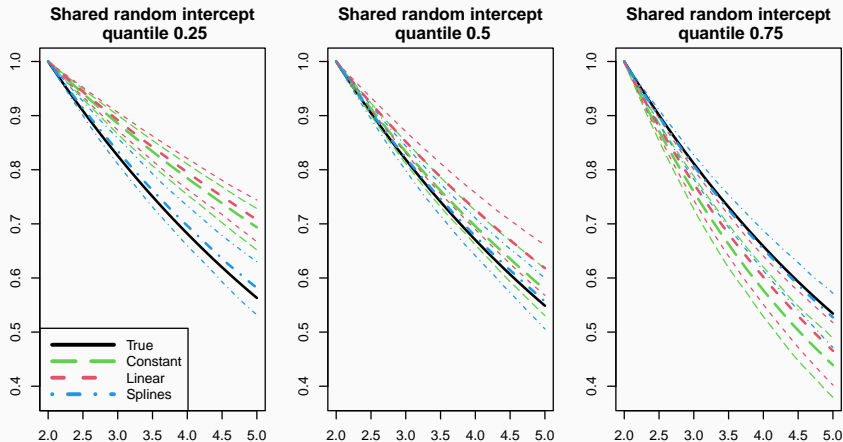 Shared random intercept
quantile 0.25
1.0
0.9
0.8
0.7
0.6
0.5
0.4
True
Constant
Linear
Splines
2.0 2.5 3.0 3.5 4.0 4.5 5.0
Shared random intercept
quantile 0.5
1.0
0.9
0.8
0.7
0.6
0.5
0.4
2.0 2.5 3.0 3.5 4.0 4.5 5.0
Shared random intercept
quantile 0.75
1.0
0.9
0.8
0.7
0.6
0.5
0.4
2.0 2.5 3.0 3.5 4.0 4.5 5.0